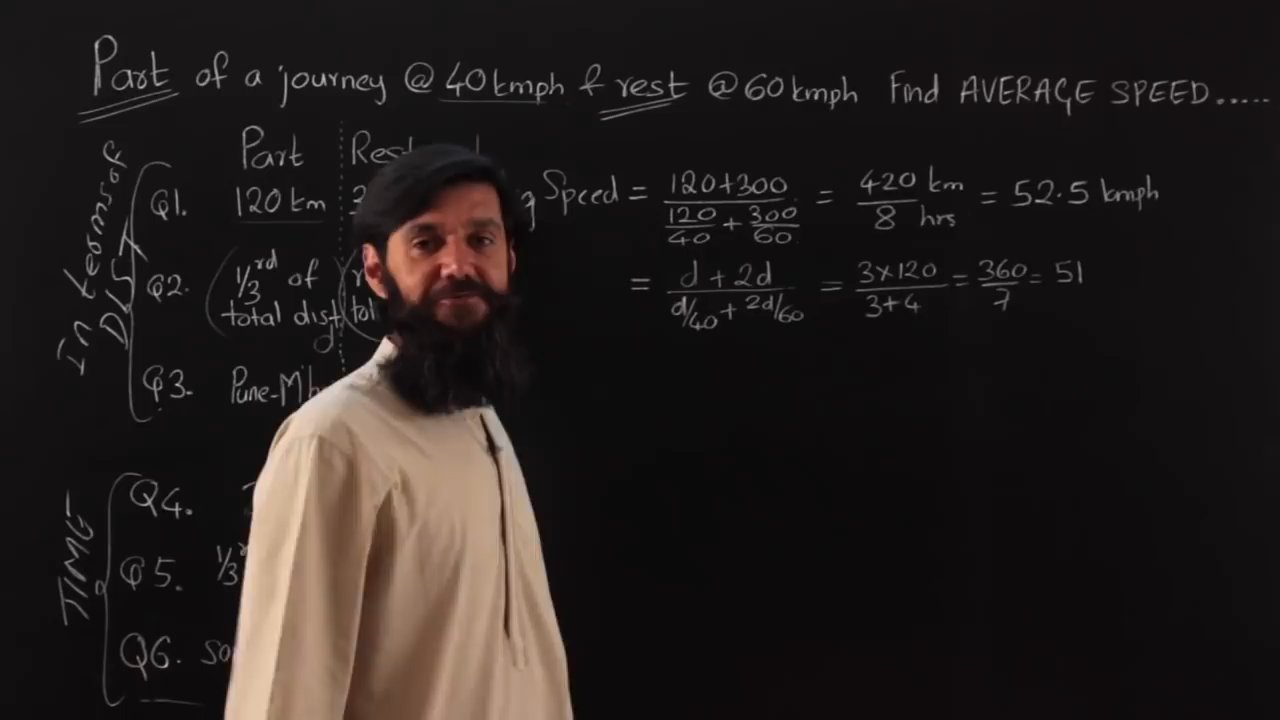 Part of a journey @ 40 kmph & rest @ 60 kmph Find AVERAGE SPEED......
In terms of DIST
Part Rest
Q1. 120 km 3 g Speed = 120+300 / 120/40 + 300/60 = 420 km / 8 hrs = 52.5 kmph
Q2. (1/3rd of total dist) = d + 2d / d/40 + 2d/60 = 3×120 / 3+4 = 360/7 = 51
Q3. Pune-Mb
TIME
Q4.
Q5. 1/3r
Q6. so